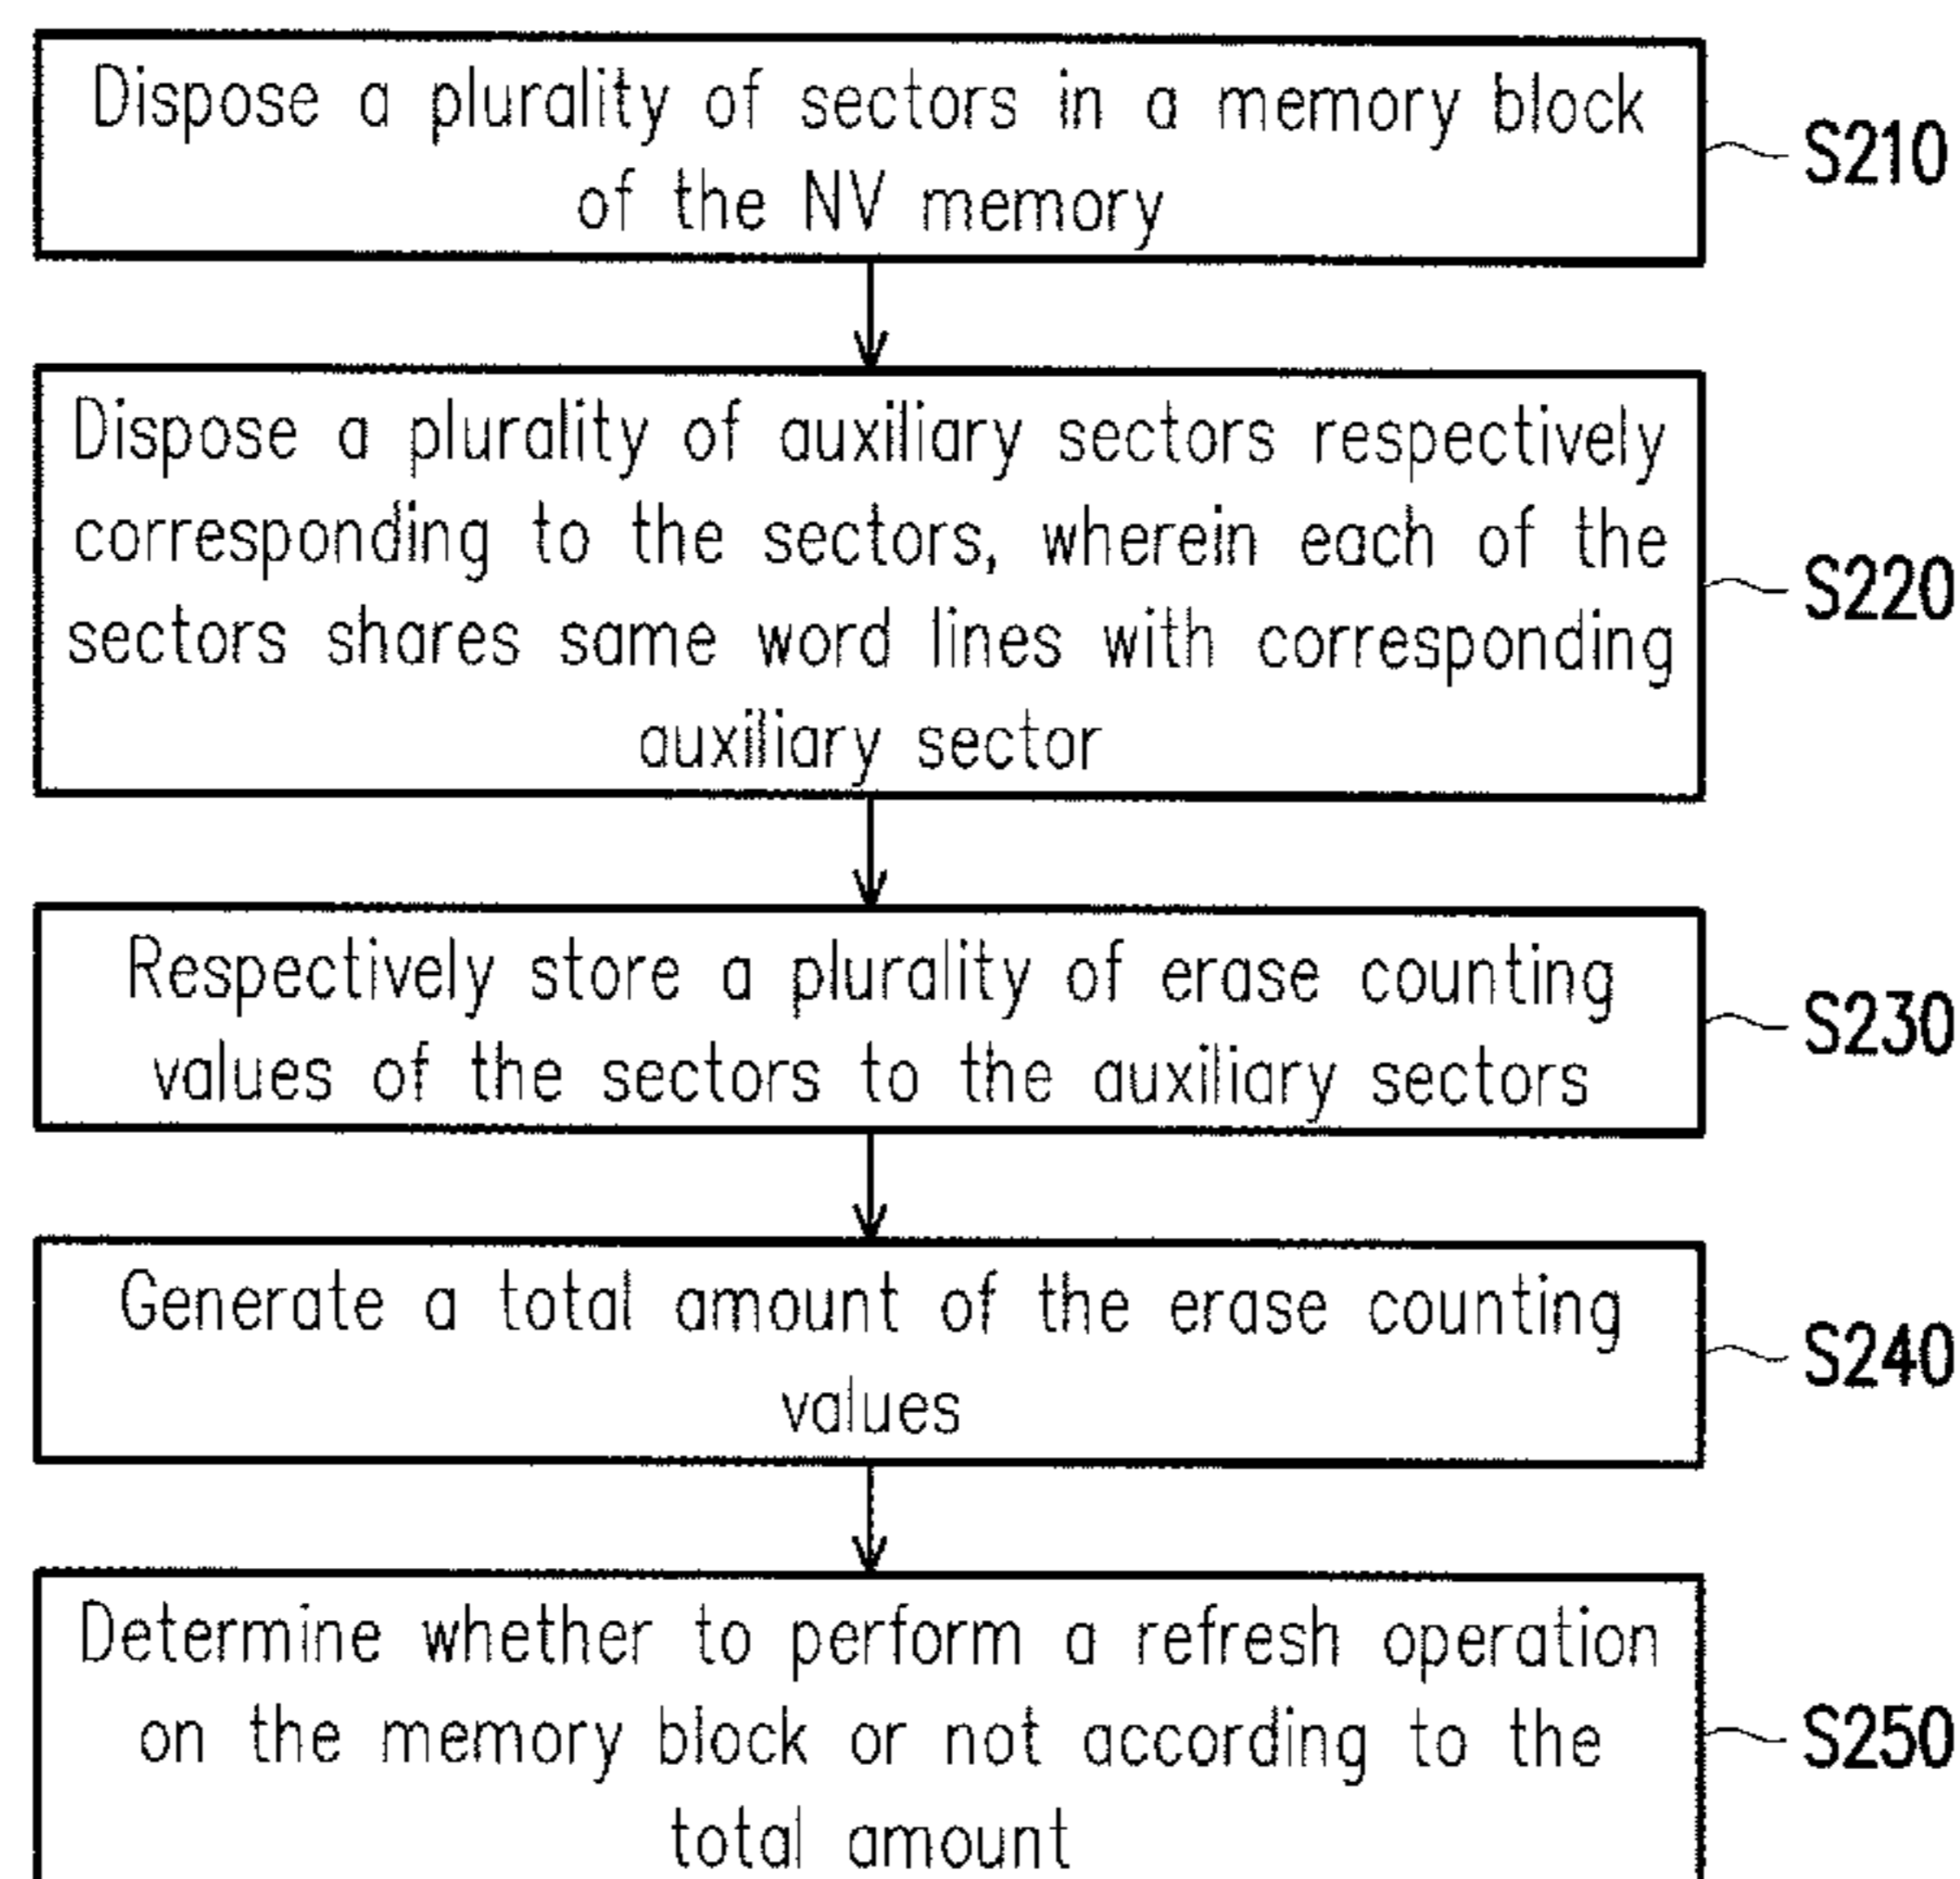 Dispose a plurality of sectors in a memory block
of the NV memory
S210
Dispose a plurality of auxiliary sectors respectively
corresponding to the sectors, wherein each of the
sectors shares same word lines with corresponding
auxiliary sector
S220
Respectively store a plurality of erase counting
values of the sectors to the auxiliary sectors
S230
Generate a total amount of the erase counting
values
S240
Determine whether to perform a refresh operation
on the memory block or not according to the
total amount
S250